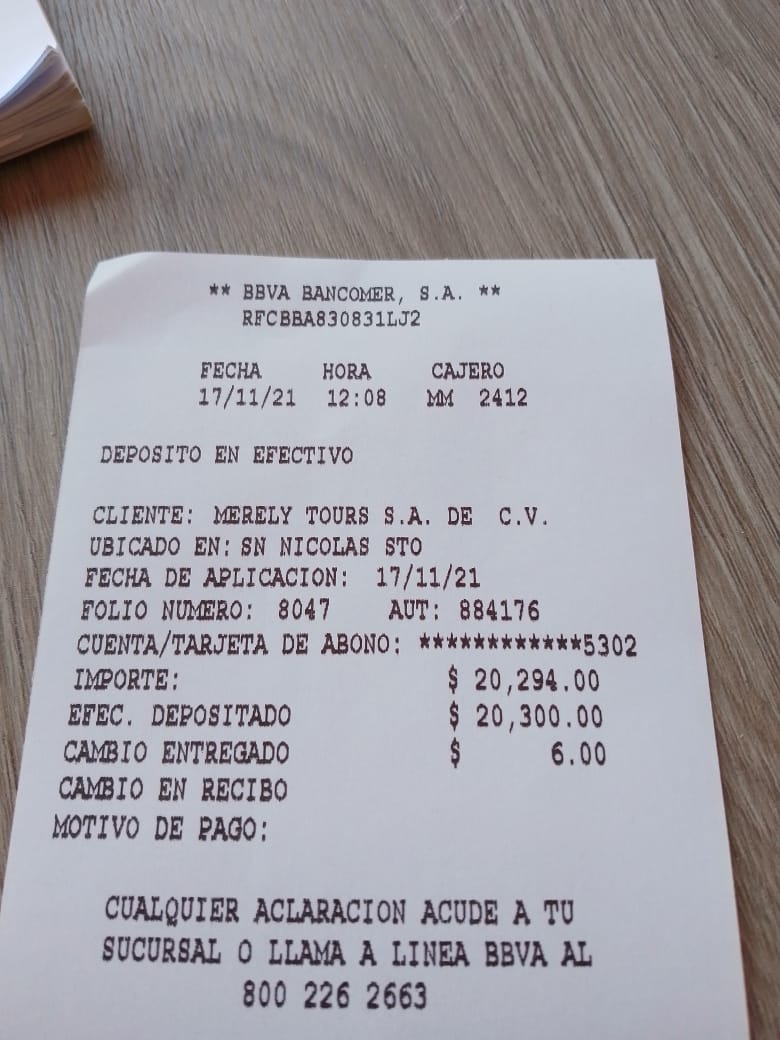 ** BBVA BANCOMER, S.A. **
RFCBBA830831LJ2
FECHA HORA CAJERO
17/11/21 12:08 MM 2412
DEPOSITO EN EFECTIVO
CLIENTE: MERELY TOURS S.A. DE C.V.
UBICADO EN: SN NICOLAS STO
FECHA DE APLICACION: 17/11/21
FOLIO NUMERO: 8047 AUT: 884176
CUENTA/TARJETA DE ABONO: ************5302
IMPORTE: $ 20,294.00
EFEC. DEPOSITADO $ 20,300.00
CAMBIO ENTREGADO $ 6.00
CAMBIO EN RECIBO
MOTIVO DE PAGO:
CUALQUIER ACLARACION ACUDE A TU
SUCURSAL O LLAMA A LINEA BBVA AL
800 226 2663